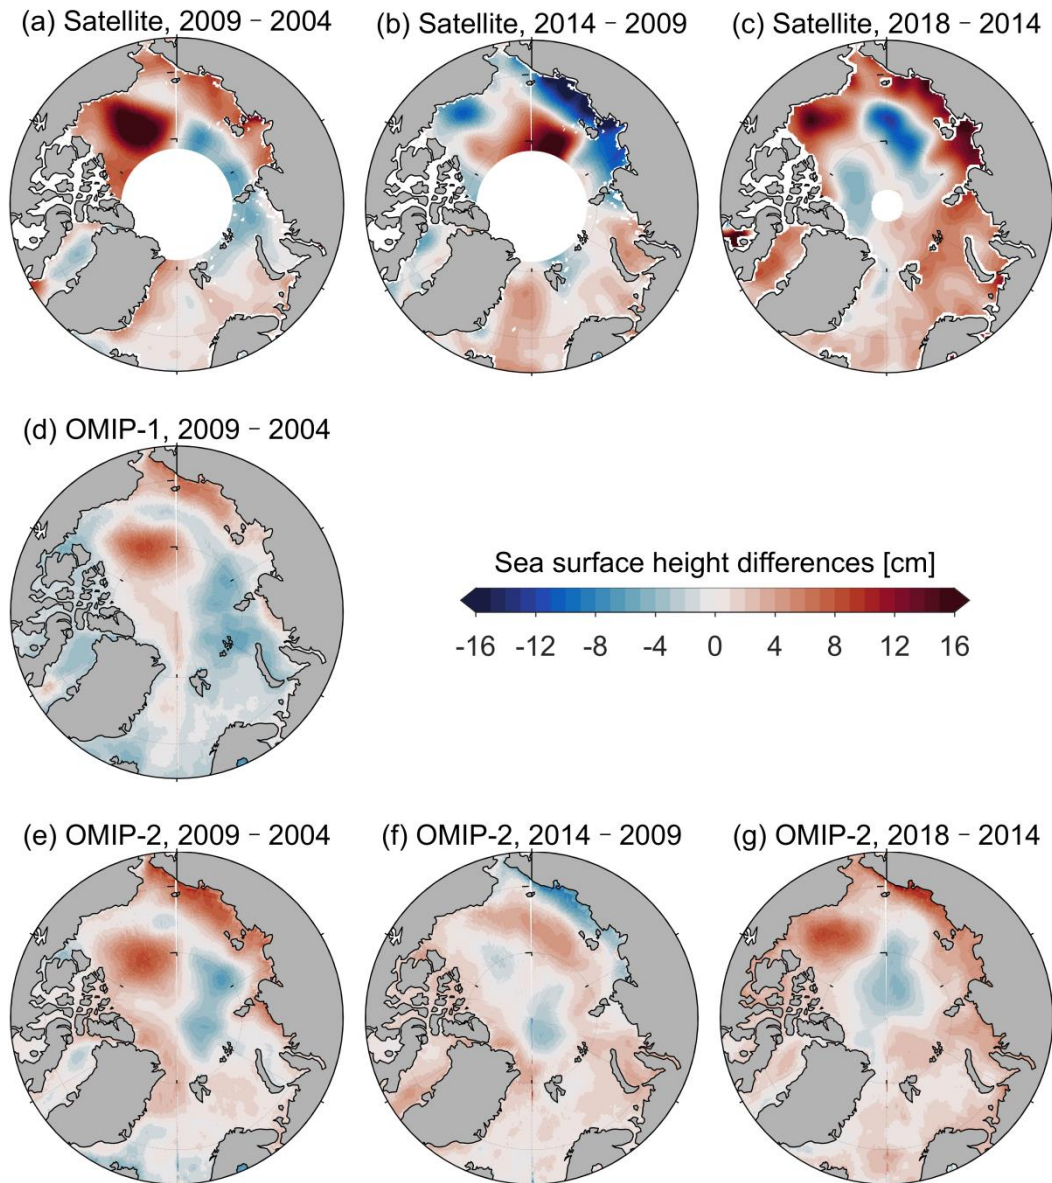 (a) Satellite, 2009 − 2004
(b) Satellite, 2014 − 2009
(c) Satellite, 2018 − 2014
(d) OMIP-1, 2009 − 2004
Sea surface height differences [cm]
-16 -12 -8 -4 0 4 8 12 16
(e) OMIP-2, 2009 − 2004
(f) OMIP-2, 2014 − 2009
(g) OMIP-2, 2018 − 2014